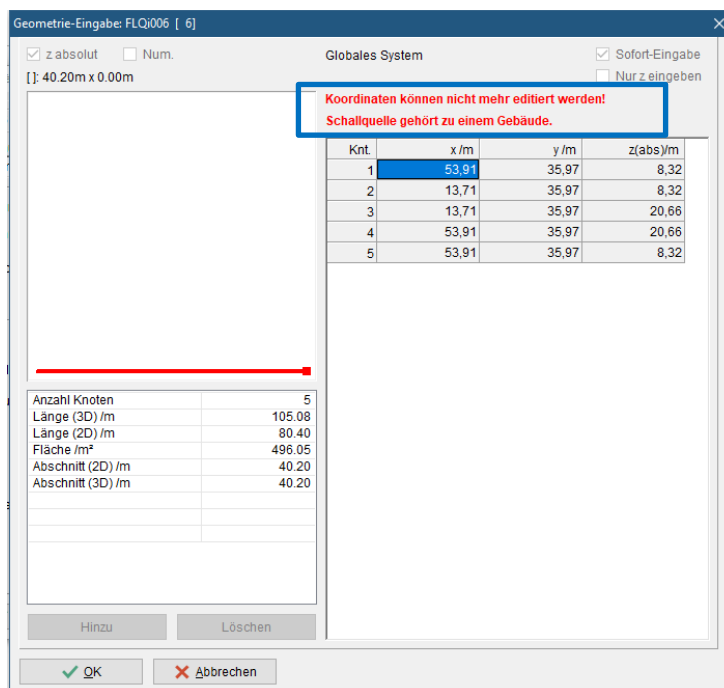 Geometrie-Eingabe: FLQi006 [ 6]
z absolut Num. Globales System Sofort-Eingabe
[ ]: 40.20m x 0.00m Nur z eingeben
Koordinaten können nicht mehr editiert werden!
Schallquelle gehört zu einem Gebäude.
Knt. x /m y /m z(abs)/m
1 53,91 35,97 8,32
2 13,71 35,97 8,32
3 13,71 35,97 20,66
4 53,91 35,97 20,66
5 53,91 35,97 8,32
Anzahl Knoten 5
Länge (3D) /m 105.08
Länge (2D) /m 80.40
Fläche /m² 496.05
Abschnitt (2D) /m 40.20
Abschnitt (3D) /m 40.20
Hinzu Löschen
OK Abbrechen